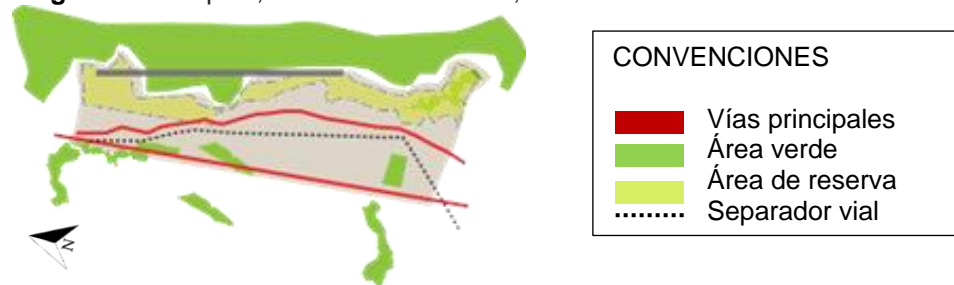 CONVENCIONES
Vías principales
Área verde
Área de reserva
Separador vial
N